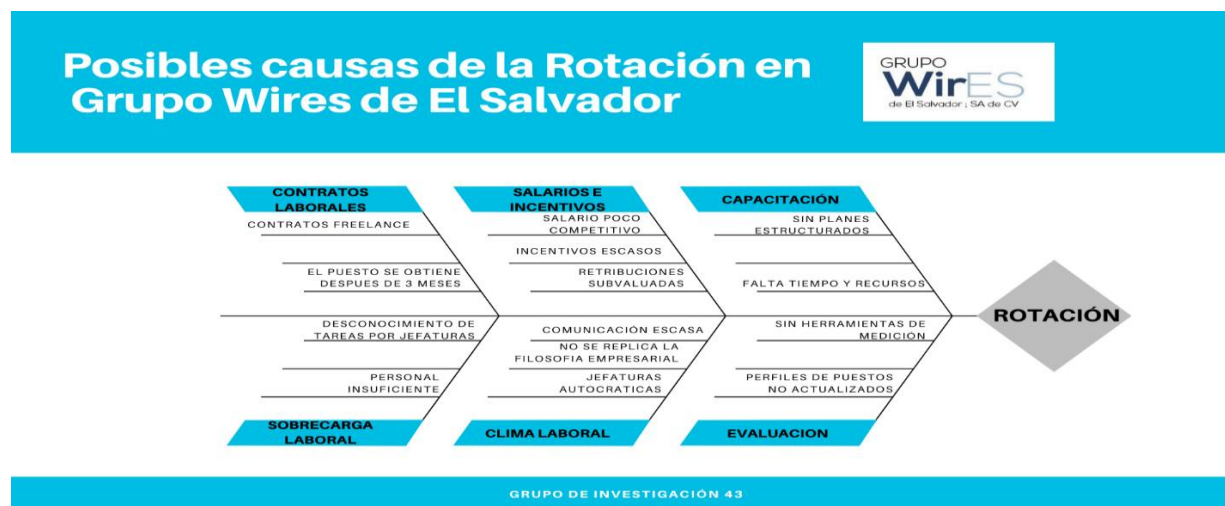 Posibles causas de la Rotación en
Grupo Wires de El Salvador
GRUPO
WirES
de El Salvador ; SA de CV
CONTRATOS
LABORALES
CONTRATOS FREELANCE
EL PUESTO SE OBTIENE
DESPUES DE 3 MESES
SALARIOS E
INCENTIVOS
SALARIO POCO
COMPETITIVO
INCENTIVOS ESCASOS
RETRIBUCIONES
SUBVALUADAS
CAPACITACIÓN
SIN PLANES
ESTRUCTURADOS
FALTA TIEMPO Y RECURSOS
ROTACIÓN
DESCONOCIMIENTO DE
TAREAS POR JEFATURAS
PERSONAL
INSUFICIENTE
SOBRECARGA
LABORAL
COMUNICACIÓN ESCASA
NO SE REPLICA LA
FILOSOFIA EMPRESARIAL
JEFATURAS
AUTOCRATICAS
CLIMA LABORAL
SIN HERRAMIENTAS DE
MEDICIÓN
PERFILES DE PUESTOS
NO ACTUALIZADOS
EVALUACION
GRUPO DE INVESTIGACIÓN 43